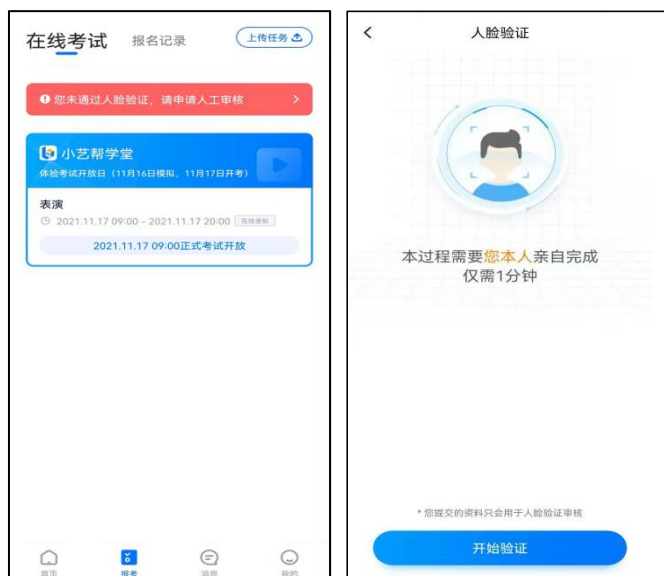 在线考试 报名记录 上传任务
您未通过人脸验证，请申请人工审核
小艺帮学堂
体验考试开放日（11月16日模拟，11月17日开考）
表演
2021.11.17 09:00 - 2021.11.17 20:00 在线录制
2021.11.17 09:00正式考试开放
首页 报考 消息 我的
人脸验证
本过程需要您本人亲自完成
仅需1分钟
* 您提交的资料只会用于人脸验证审核
开始验证